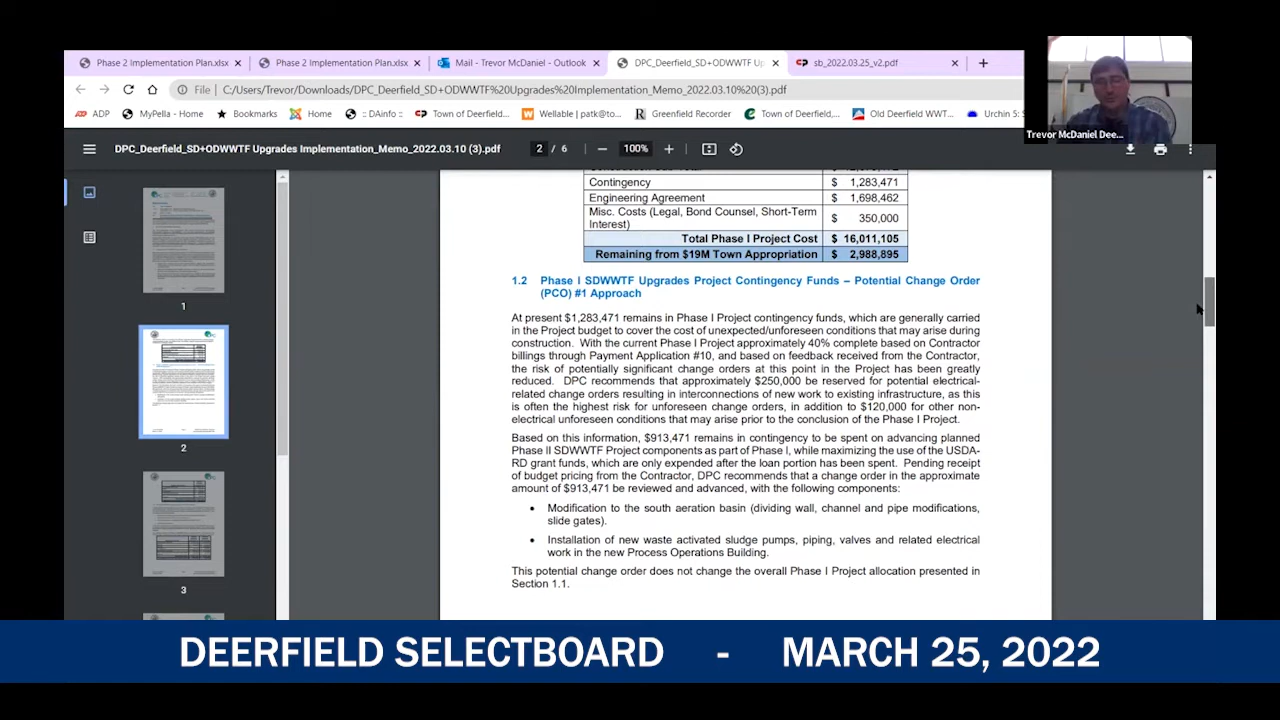 Phase 2 Implementation Plan.xlsx
Phase 2 Implementation Plan.xlsx
Mail - Trevor McDaniel - Outlook
DPC_Deerfield_SD+ODWWTF Up
sb_2022.03.25_v2.pdf
File
C:/Users/Trevor/Downloads/DPC_Deerfield_SD+ODWWTF%20Upgrades%20Implementation_Memo_2022.03.10%20(3).pdf
ADP
MyPella - Home
Bookmarks
Home
:: DAinfo ::
Town of Deerfield...
Wellable | patk@to...
Greenfield Recorder
Town of Deerfield,...
Old Deerfield WWT...
Urchin 5:
Trevor McDaniel Dee...
DPC_Deerfield_SD+ODWWTF Upgrades Implementation_Memo_2022.03.10 (3).pdf
2 / 6
100%
1
2
3
Contingency $ 1,283,471
Engineering Agreement $ 1,698,462
Misc. Costs (Legal, Bond Counsel, Short-Term
Interest) $ 350,000
Total Phase I Project Cost $ 16,011,105
Remaining from $19M Town Appropriation $ 2,988,895
1.2 Phase I SDWWTF Upgrades Project Contingency Funds – Potential Change Order
(PCO) #1 Approach
At present $1,283,471 remains in Phase I Project contingency funds, which are generally carried
in the Project budget to cover the cost of unexpected/unforeseen conditions that may arise during
construction. With the current Phase I Project approximately 40% complete based on Contractor
billings through Payment Application #10, and based on feedback received from the Contractor,
the risk of potentially significant change orders at this point in the Project has been greatly
reduced. DPC recommends that approximately $250,000 be reserved for potential electrical-
related change orders resulting in interconnections of new work to existing infrastructure, as this
is often the highest risk for unforeseen change orders, in addition to $120,000 for other non-
electrical unforeseen conditions that may arise prior to the conclusion of the Phase I Project.
Based on this information, $913,471 remains in contingency to be spent on advancing planned
Phase II SDWWTF Project components as part of Phase I, while maximizing the use of the USDA-
RD grant funds, which are only expended after the loan portion has been spent. Pending receipt
of budget pricing from the Contractor, DPC recommends that a change order in the approximate
amount of $913,471 be reviewed and advanced, with the following components:
• Modification to the south aeration basin (dividing wall, channel and pipe modifications,
slide gates).
• Installation of new waste activated sludge pumps, piping, valves and related electrical
work in the new Process Operations Building.
This potential change order does not change the overall Phase I Project allocation presented in
Section 1.1.
DEERFIELD SELECTBOARD - MARCH 25, 2022